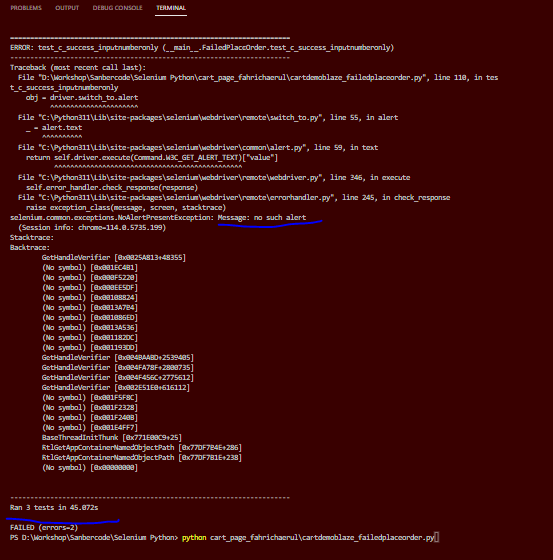 PROBLEMS OUTPUT DEBUG CONSOLE TERMINAL
======================================================================
ERROR: test_c_success_inputnumberonly (__main__.FailedPlaceOrder.test_c_success_inputnumberonly)
----------------------------------------------------------------------
Traceback (most recent call last):
File "D:\Workshop\Sanbercode\Selenium Python\cart_page_fahrichaerul\cartdemoblaze_failedplaceorder.py", line 110, in tes
t_c_success_inputnumberonly
obj = driver.switch_to.alert
^^^^^^^^^^^^^^^^^^^^^^
File "C:\Python311\Lib\site-packages\selenium\webdriver\remote\switch_to.py", line 55, in alert
_ = alert.text
^^^^^^^^^^
File "C:\Python311\Lib\site-packages\selenium\webdriver\common\alert.py", line 59, in text
return self.driver.execute(Command.W3C_GET_ALERT_TEXT)["value"]
^^^^^^^^^^^^^^^^^^^^^^^^^^^^^^^^^^^^^^^^^^^^^^^^
File "C:\Python311\Lib\site-packages\selenium\webdriver\remote\webdriver.py", line 346, in execute
self.error_handler.check_response(response)
File "C:\Python311\Lib\site-packages\selenium\webdriver\remote\errorhandler.py", line 245, in check_response
raise exception_class(message, screen, stacktrace)
selenium.common.exceptions.NoAlertPresentException: Message: no such alert
(Session info: chrome=114.0.5735.199)
Stacktrace:
Backtrace:
GetHandleVerifier [0x0025A813+48355]
(No symbol) [0x001EC4B1]
(No symbol) [0x000F5220]
(No symbol) [0x000EE5DF]
(No symbol) [0x00108824]
(No symbol) [0x0013A7B4]
(No symbol) [0x001086ED]
(No symbol) [0x0013A536]
(No symbol) [0x001182DC]
(No symbol) [0x001193DD]
GetHandleVerifier [0x004BAABD+2539405]
GetHandleVerifier [0x004FA78F+2800735]
GetHandleVerifier [0x004F456C+2775612]
GetHandleVerifier [0x002E51E0+616112]
(No symbol) [0x001F5F8C]
(No symbol) [0x001F2328]
(No symbol) [0x001F240B]
(No symbol) [0x001E4FF7]
BaseThreadInitThunk [0x771E00C9+25]
RtlGetAppContainerNamedObjectPath [0x77DF7B4E+286]
RtlGetAppContainerNamedObjectPath [0x77DF7B1E+238]
(No symbol) [0x00000000]
----------------------------------------------------------------------
Ran 3 tests in 45.072s
FAILED (errors=2)
PS D:\Workshop\Sanbercode\Selenium Python> python cart_page_fahrichaerul\cartdemoblaze_failedplaceorder.py